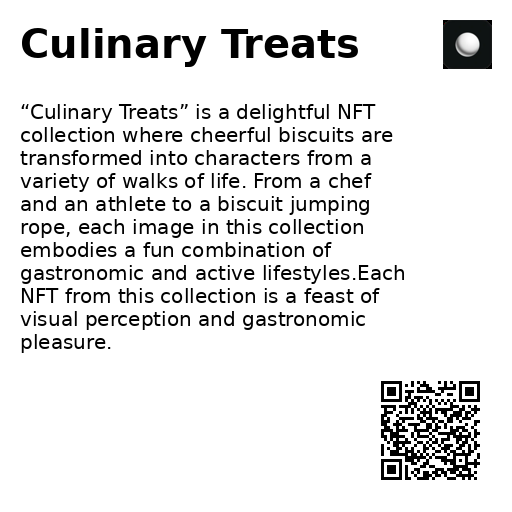 Culinary Treats
“Culinary Treats” is a delightful NFT
collection where cheerful biscuits are
transformed into characters from a
variety of walks of life. From a chef
and an athlete to a biscuit jumping
rope, each image in this collection
embodies a fun combination of
gastronomic and active lifestyles.Each
NFT from this collection is a feast of
visual perception and gastronomic
pleasure.